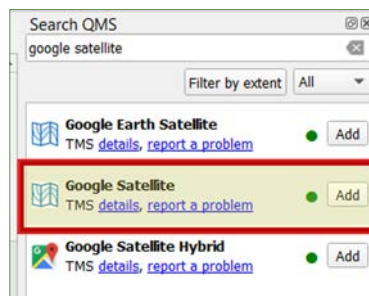 Search QMS
google satellite
Filter by extent All
Google Earth Satellite
TMS details, report a problem Add
Google Satellite
TMS details, report a problem Add
Google Satellite Hybrid
TMS details, report a problem Add